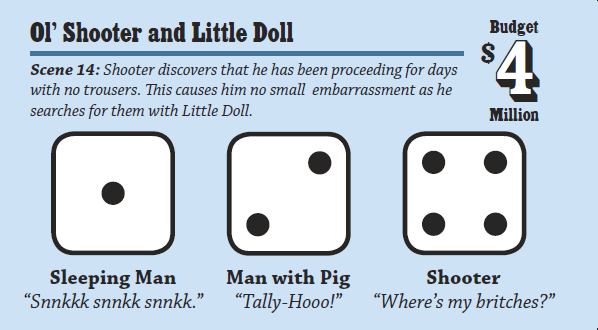 Ol’ Shooter and Little Doll
Budget
$4
Million
Scene 14: Shooter discovers that he has been proceeding for days
with no trousers. This causes him no small embarrassment as he
searches for them with Little Doll.
Sleeping Man
“Snnkkk snnkk snnkk.”
Man with Pig
“Tally-Hooo!”
Shooter
“Where’s my britches?”